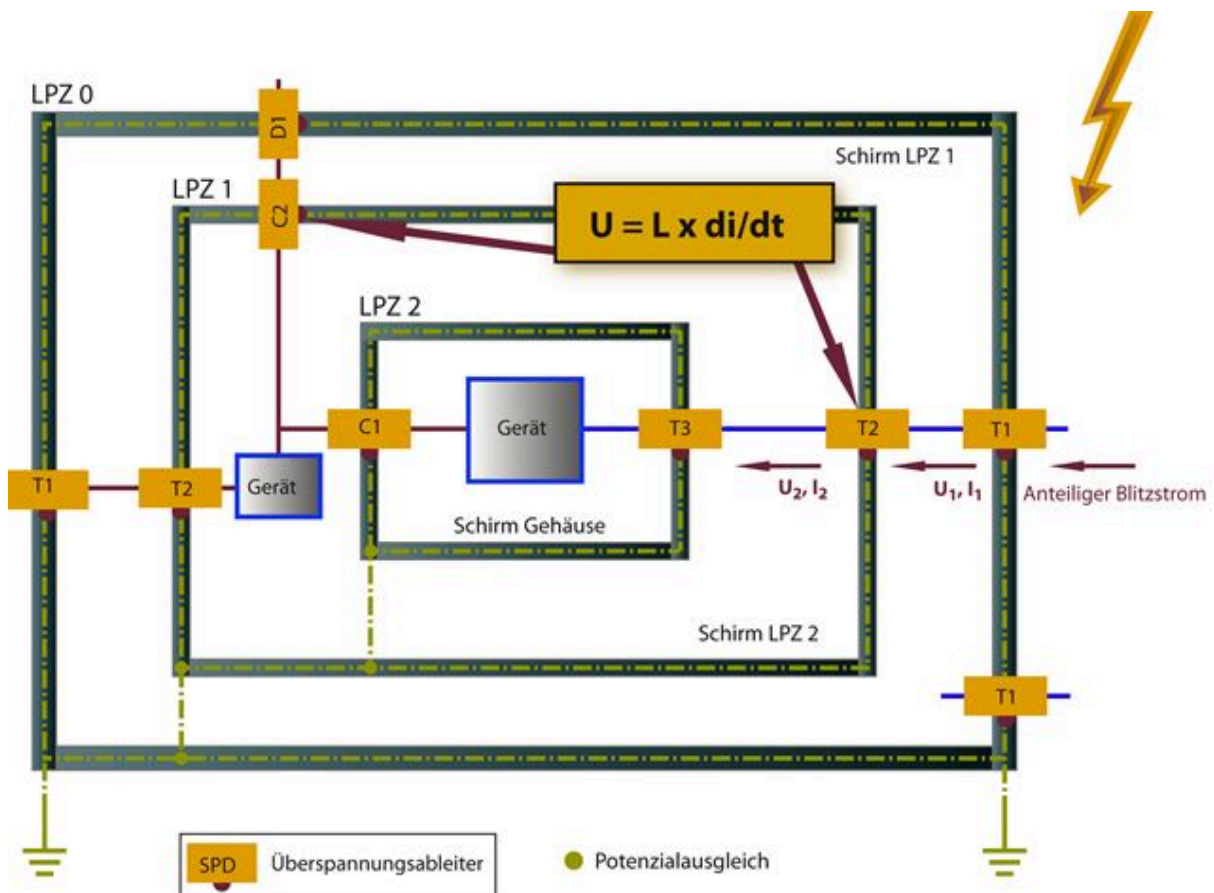 LPZ 0
D1
Schirm LPZ 1
LPZ 1
C2
U = L x di/dt
LPZ 2
C1
Gerät
T3
T2
T1
T1
T2
Gerät
U₂, I₂
U₁, I₁
Anteiliger Blitzstrom
Schirm Gehäuse
Schirm LPZ 2
T1
SPD
Überspannungsableiter
Potenzialausgleich